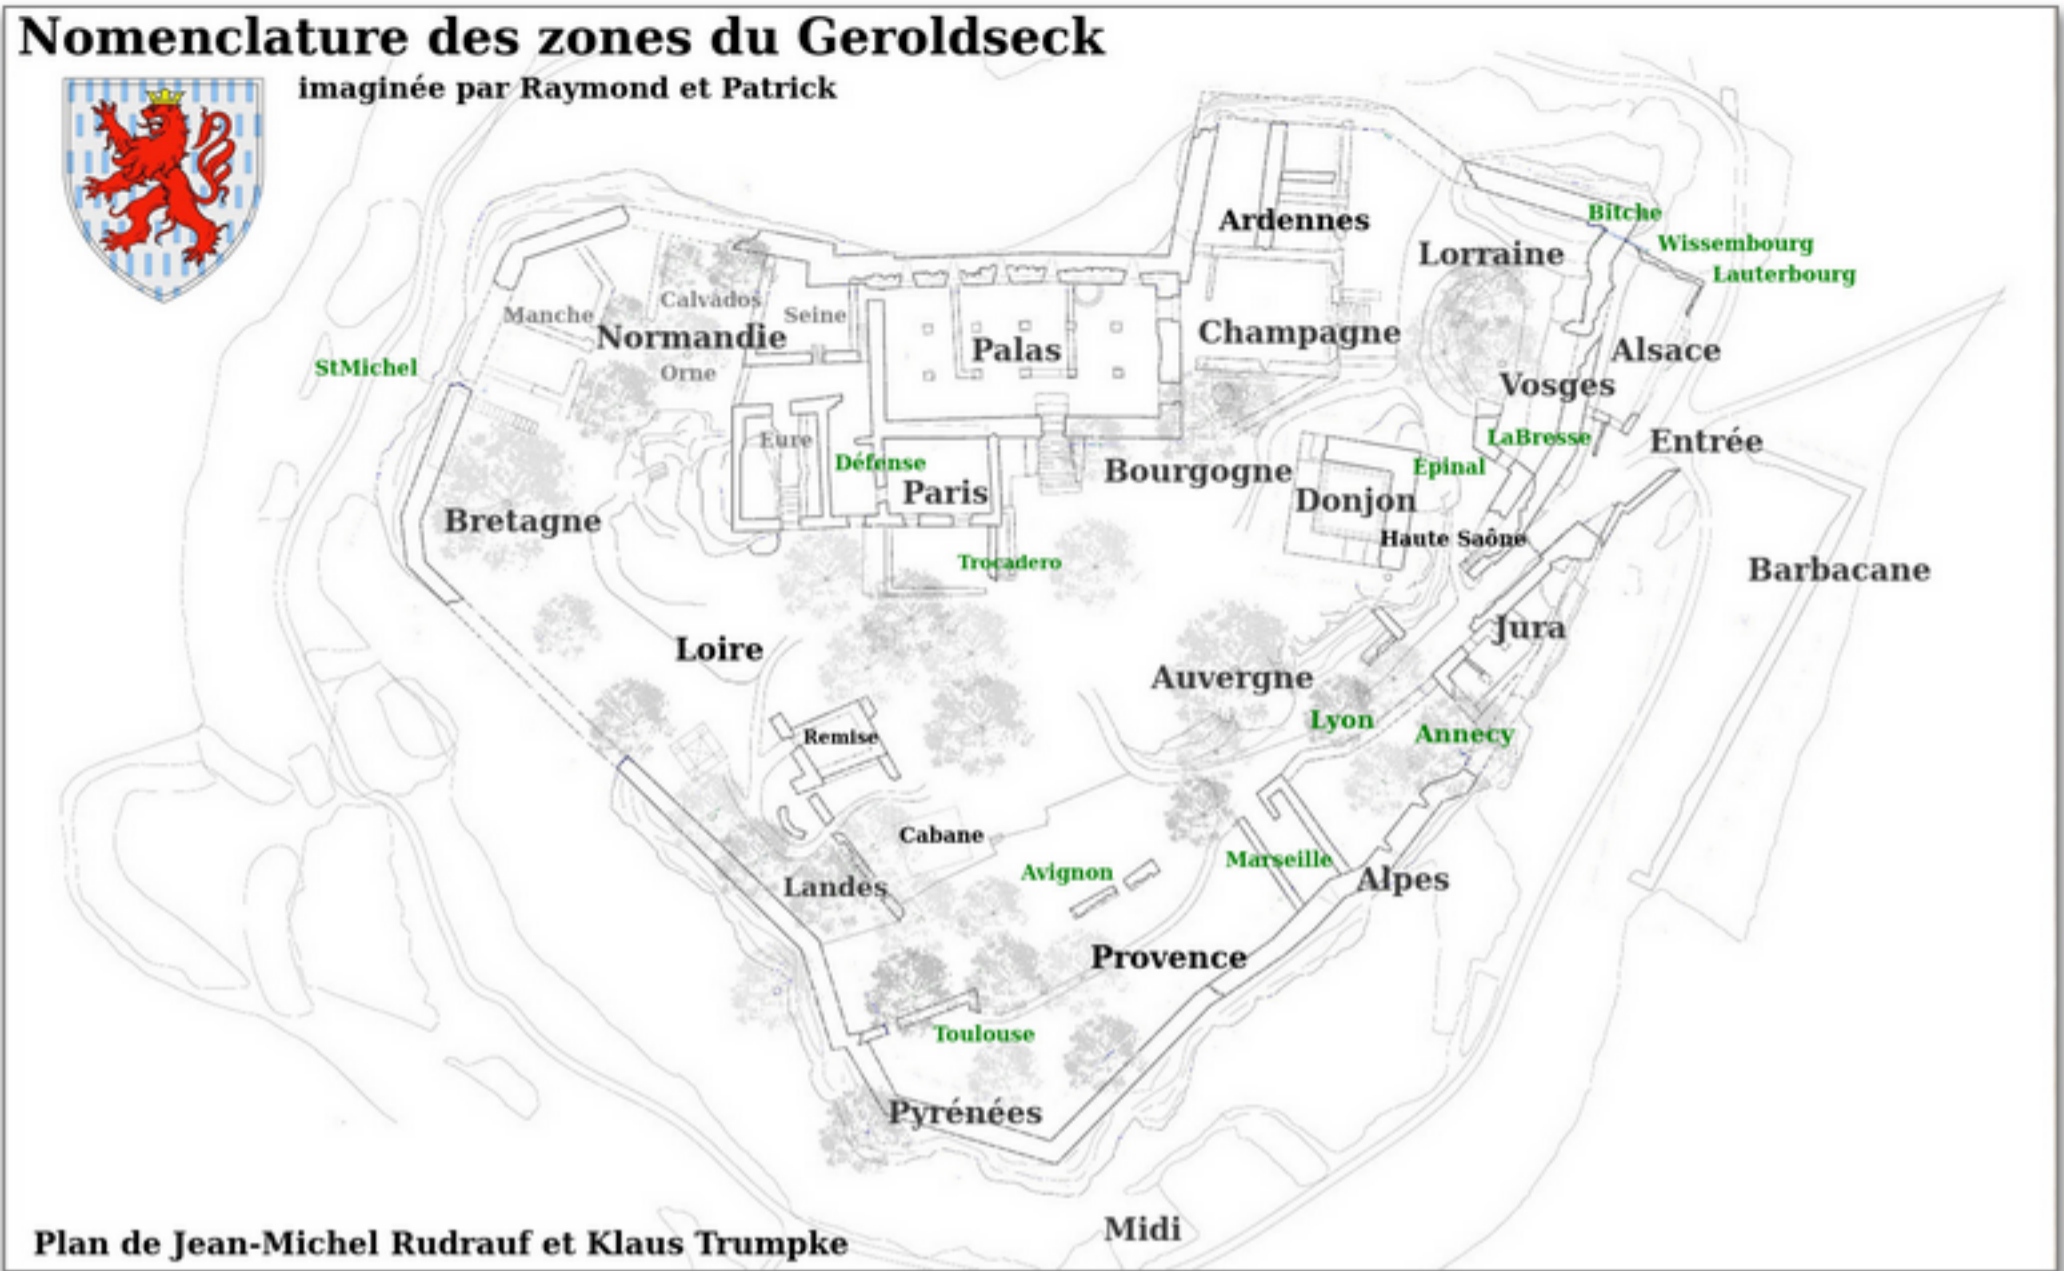 Nomenclature des zones du Geroldseck
imaginée par Raymond et Patrick
Ardennes
Bitche
Wissembourg
Lorraine
Lauterbourg
Calvados
Manche
Seine
Normandie
Champagne
Palas
Alsace
StMichel
Orne
Vosges
Eure
LaBresse
Entrée
Défense
Bourgogne
Epinal
Paris
Donjon
Bretagne
Haute Saône
Trocadero
Barbacane
Jura
Loire
Auvergne
Lyon
Annecy
Remise
Cabane
Marseille
Avignon
Landes
Alpes
Provence
Toulouse
Pyrénées
Midi
Plan de Jean-Michel Rudrauf et Klaus Trumpke